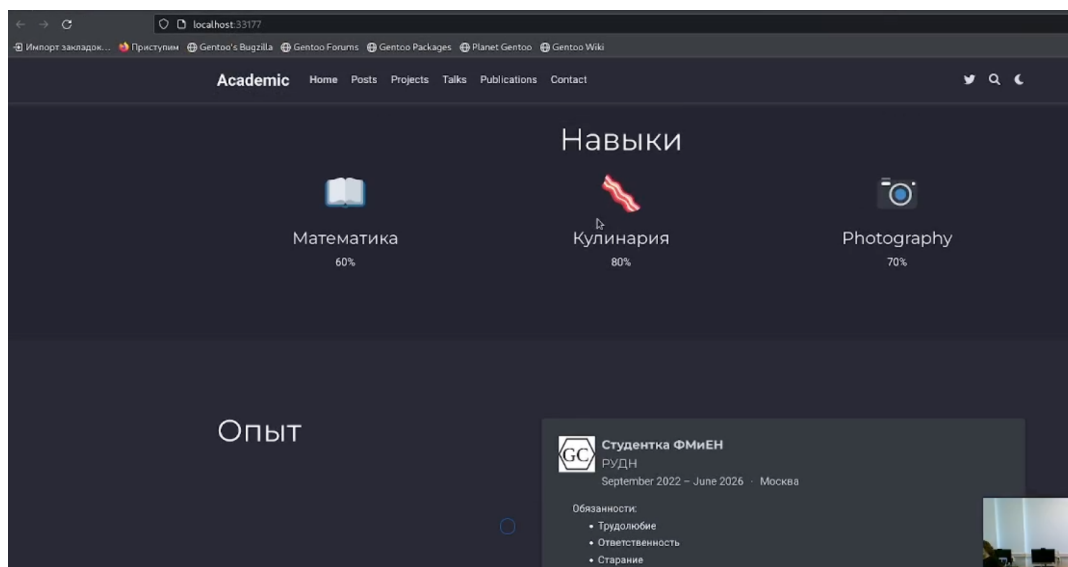 localhost:33177
Импорт закладок... Приступим Gentoo's Bugzilla Gentoo Forums Gentoo Packages Planet Gentoo Gentoo Wiki
Academic Home Posts Projects Talks Publications Contact
Навыки
Математика Кулинария Photography
60% 80% 70%
Опыт
GC
Студентка ФМиЕН
РУДН
September 2022 – June 2026 · Москва
Обязанности:
• Трудолюбие
• Ответственность
• Старание